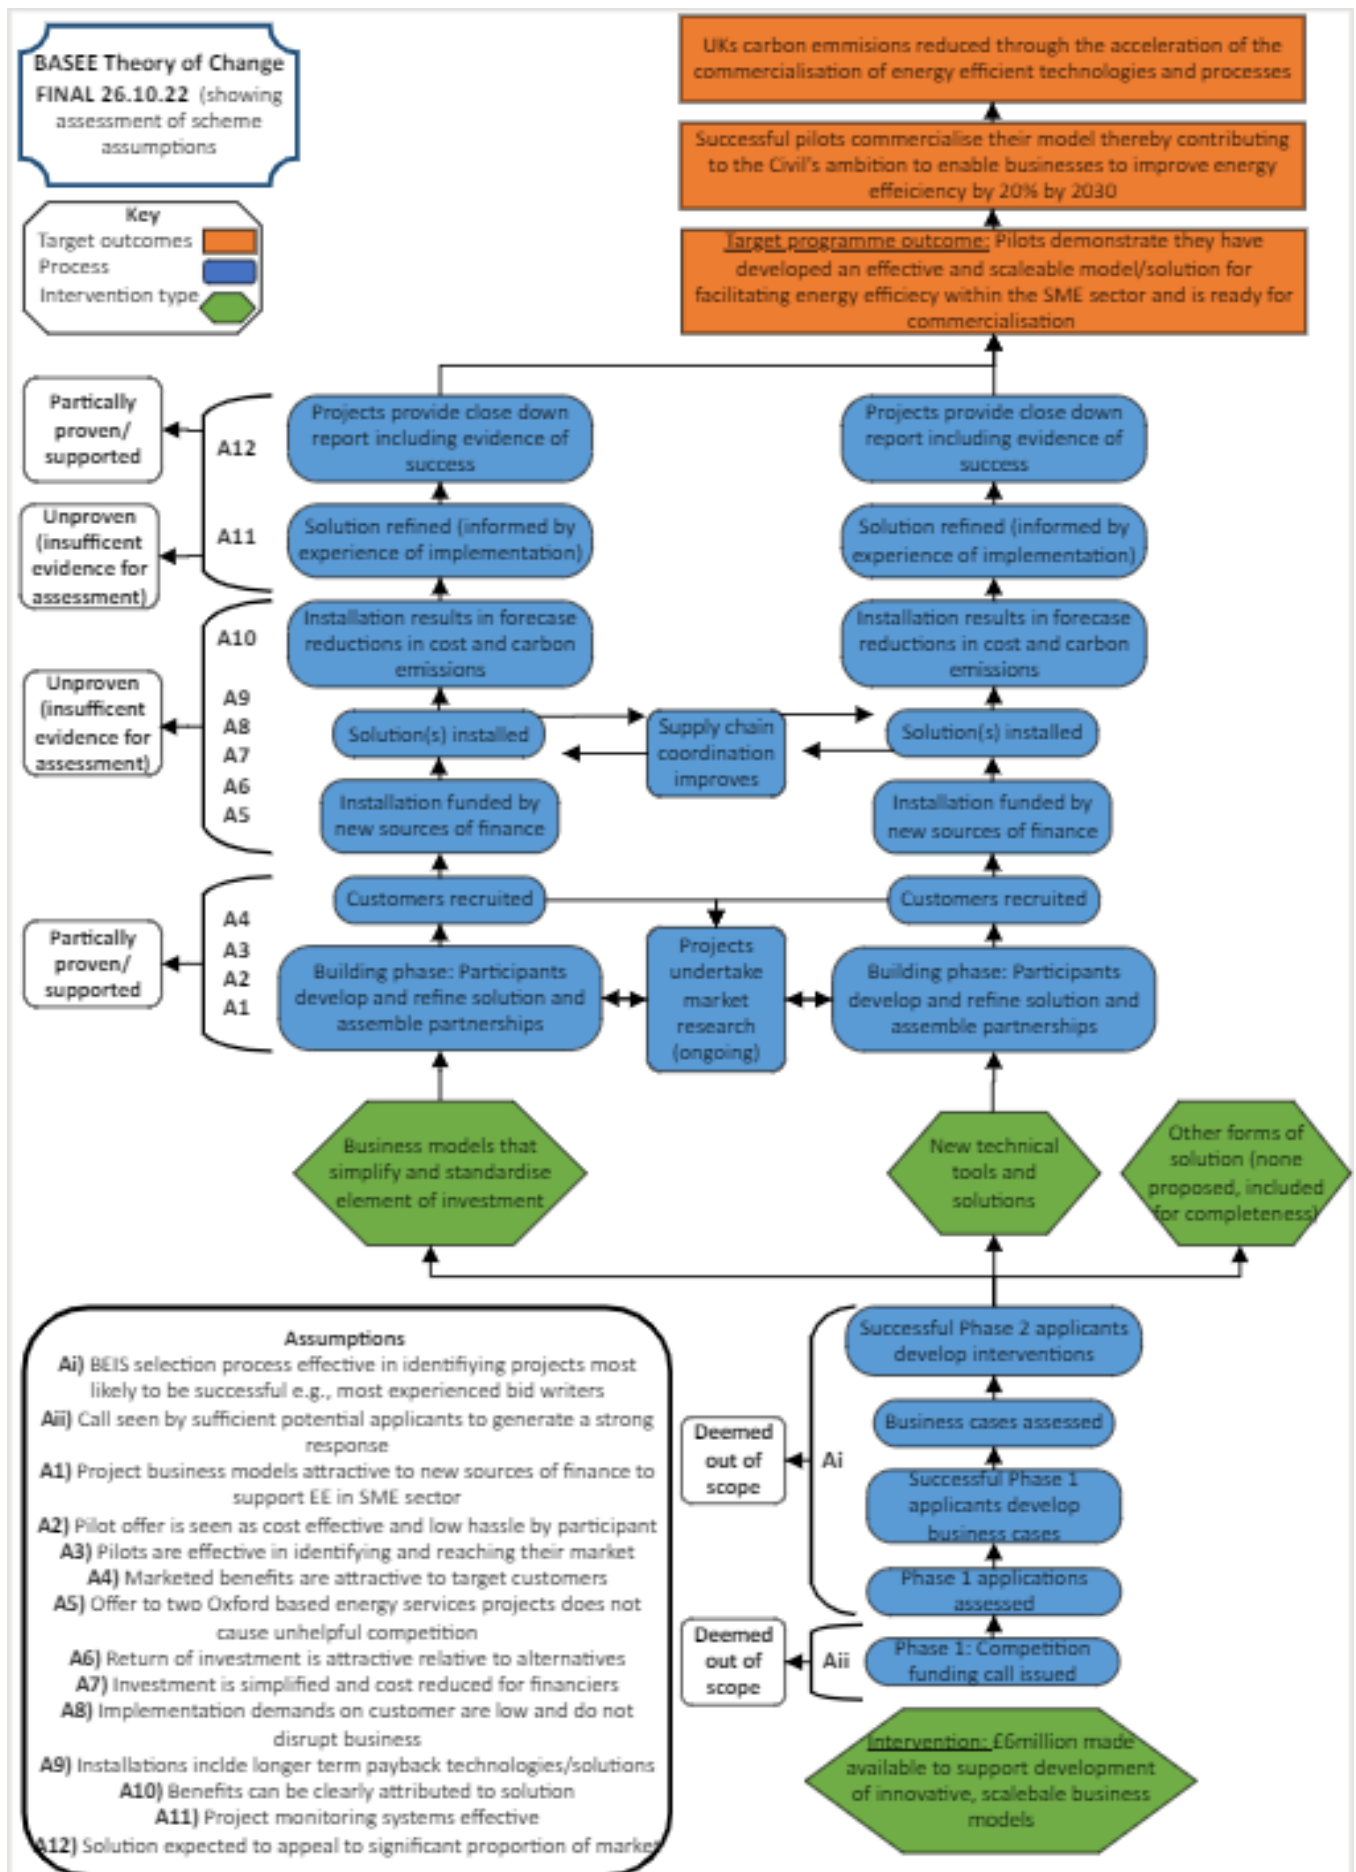 BASEE Theory of Change
FINAL 26.10.22 (showing
assessment of scheme
assumptions
Key
Target outcomes
Process
Intervention type
UKs carbon emmisions reduced through the acceleration of the
commercialisation of energy efficient technologies and processes
Successful pilots commercialise their model thereby contributing
to the Civil's ambition to enable businesses to improve energy
effeiciency by 20% by 2030
Target programme outcome: Pilots demonstrate they have
developed an effective and scaleable model/solution for
facilitating energy efficiecy within the SME sector and is ready for
commercialisation
Partically
proven/
supported
A12
Projects provide close down
report including evidence of
success
Projects provide close down
report including evidence of
success
Unproven
(insufficent
evidence for
assessment)
A11
Solution refined (informed by
experience of implementation)
Solution refined (informed by
experience of implementation)
Unproven
(insufficent
evidence for
assessment)
A10
A9
A8
A7
A6
A5
Installation results in forecase
reductions in cost and carbon
emissions
Installation results in forecase
reductions in cost and carbon
emissions
Solution(s) installed
Supply chain
coordination
improves
Solution(s) installed
Installation funded by
new sources of finance
Installation funded by
new sources of finance
Partically
proven/
supported
A4
A3
A2
A1
Customers recruited
Customers recruited
Building phase: Participants
develop and refine solution and
assemble partnerships
Projects
undertake
market
research
(ongoing)
Building phase: Participants
develop and refine solution and
assemble partnerships
Business models that
simplify and standardise
element of investment
New technical
tools and
solutions
Other forms of
solution (none
proposed, included
for completeness)
Successful Phase 2 applicants
develop interventions
Business cases assessed
Deemed
out of
scope
Ai
Successful Phase 1
applicants develop
business cases
Phase 1 applications
assessed
Deemed
out of
scope
Aii
Phase 1: Competition
funding call issued
Intervention: £6million made
available to support development
of innovative, scalebale business
models
Assumptions
Ai) BEIS selection process effective in identifiying projects most
likely to be successful e.g., most experienced bid writers
Aii) Call seen by sufficient potential applicants to generate a strong
response
A1) Project business models attractive to new sources of finance to
support EE in SME sector
A2) Pilot offer is seen as cost effective and low hassle by participant
A3) Pilots are effective in identifying and reaching their market
A4) Marketed benefits are attractive to target customers
A5) Offer to two Oxford based energy services projects does not
cause unhelpful competition
A6) Return of investment is attractive relative to alternatives
A7) Investment is simplified and cost reduced for financiers
A8) Implementation demands on customer are low and do not
disrupt business
A9) Installations inclde longer term payback technologies/solutions
A10) Benefits can be clearly attributed to solution
A11) Project monitoring systems effective
A12) Solution expected to appeal to significant proportion of market